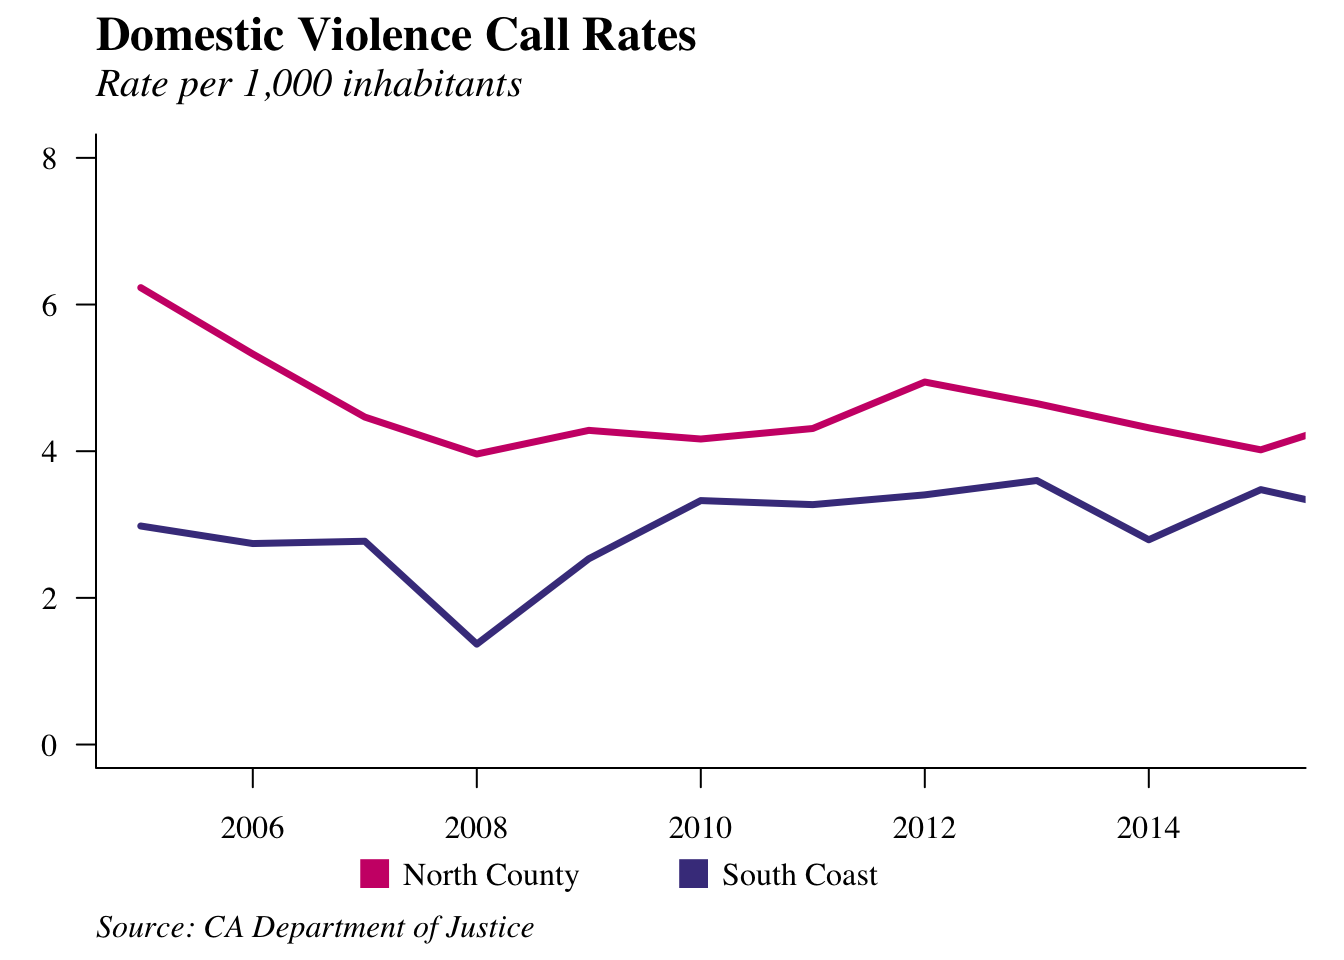 Domestic Violence Call Rates
Rate per 1,000 inhabitants
8
6
4
2
0
2006 2008 2010 2012 2014
North County South Coast
Source: CA Department of Justice